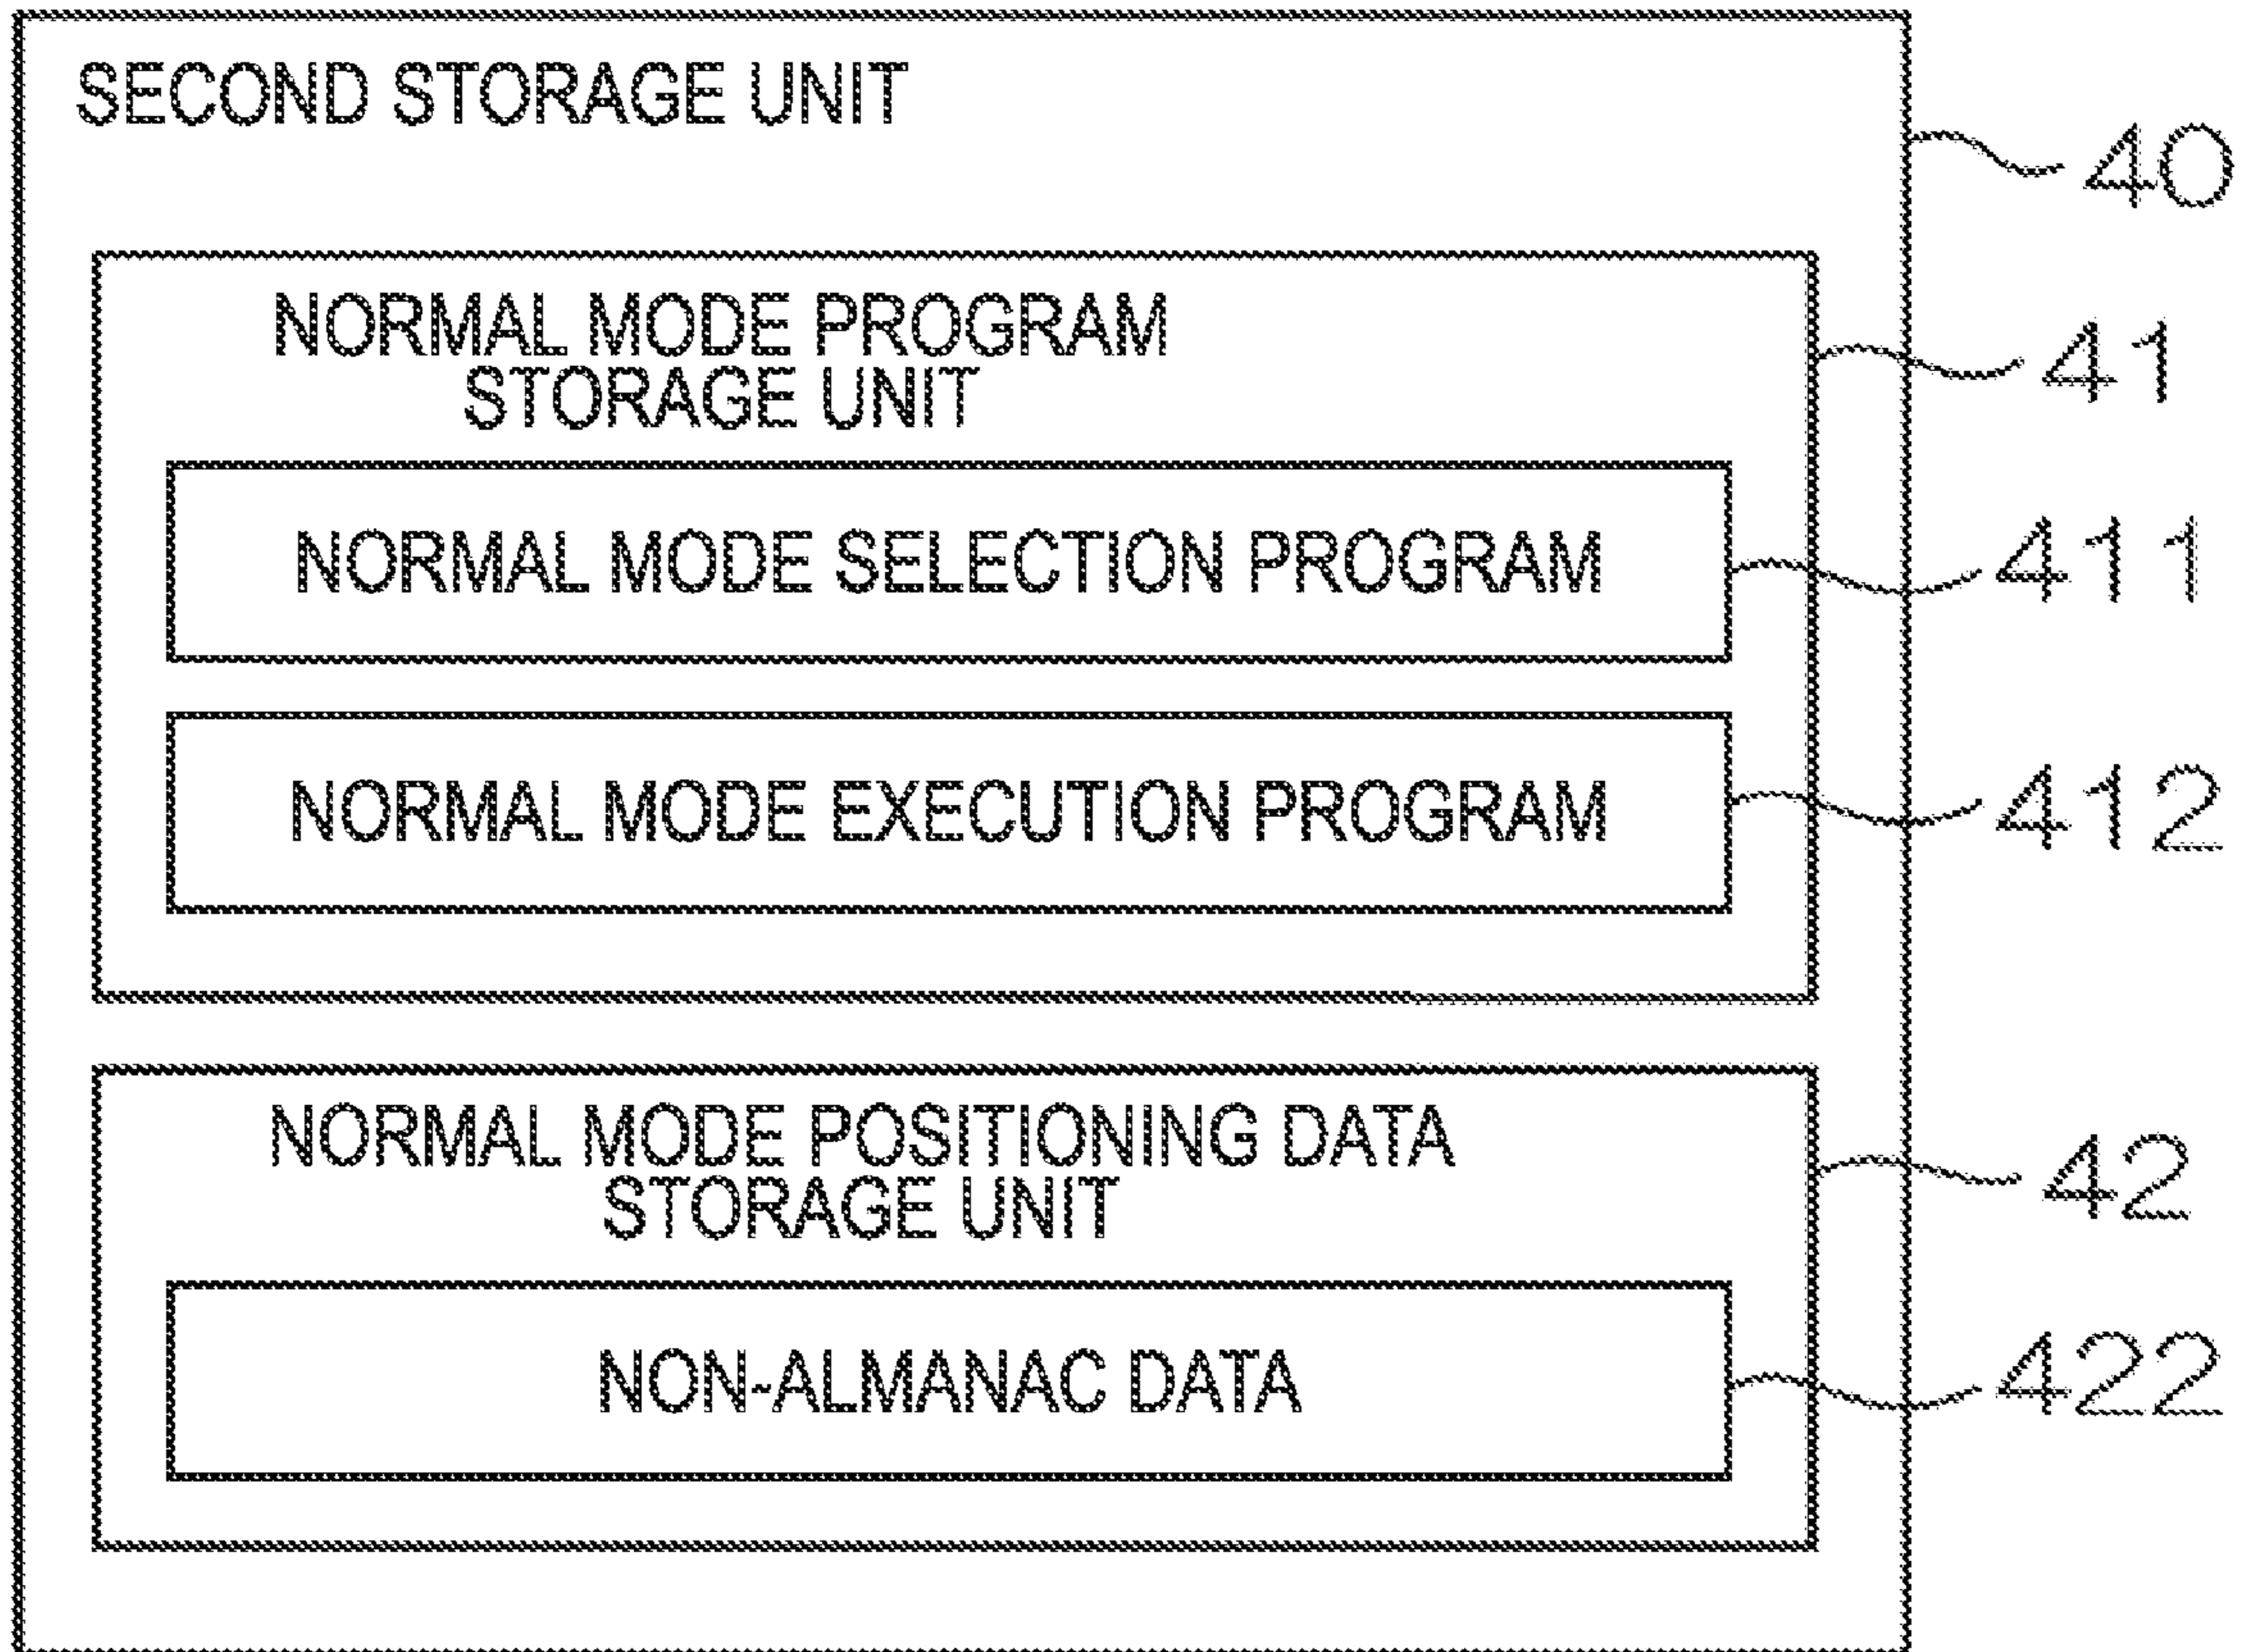 SECOND STORAGE UNIT
40
NORMAL MODE PROGRAM
STORAGE UNIT
41
NORMAL MODE SELECTION PROGRAM
411
NORMAL MODE EXECUTION PROGRAM
412
NORMAL MODE POSITIONING DATA
STORAGE UNIT
42
NON-ALMANAC DATA
422